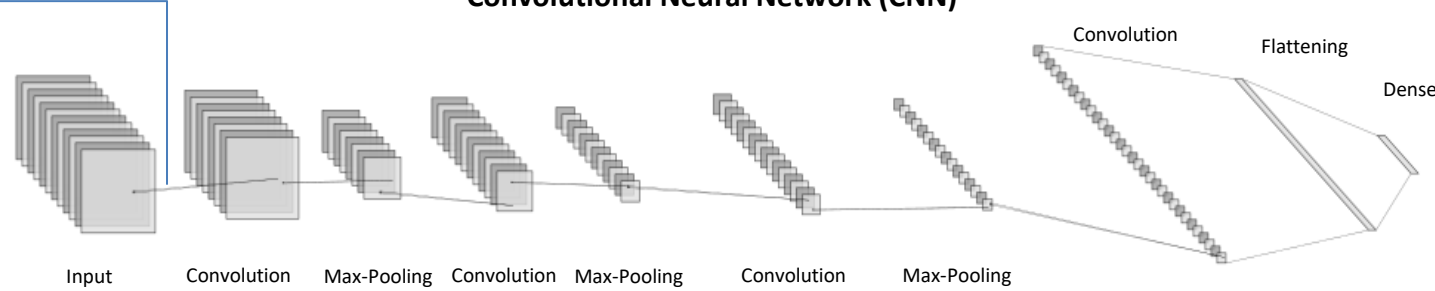 Convolutional Neural Network (CNN)
Convolution
Flattening
Dense
Input
Convolution
Max-Pooling
Convolution
Max-Pooling
Convolution
Max-Pooling